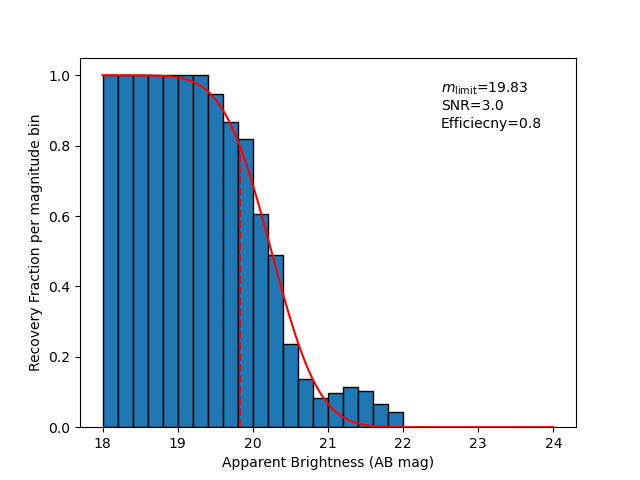 1.0
0.8
0.6
0.4
0.2
0.0
Recovery Fraction per magnitude bin
m_limit=19.83
SNR=3.0
Efficiecny=0.8
18 19 20 21 22 23 24
Apparent Brightness (AB mag)